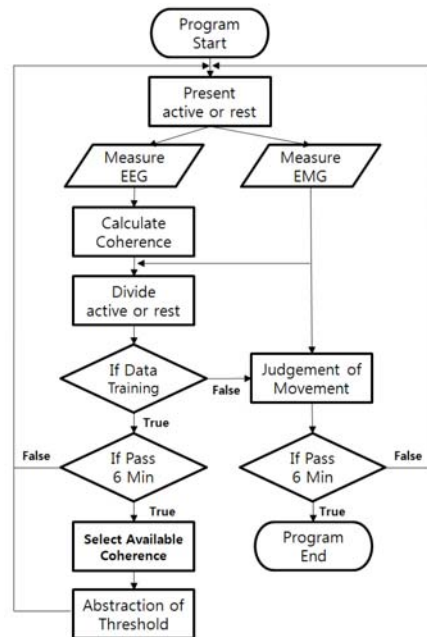 Program
Start
Present
active or rest
Measure
EEG
Measure
EMG
Calculate
Coherence
Divide
active or rest
If Data
Training
False
Judgement of
Movement
True
False
If Pass
6 Min
If Pass
6 Min
False
True
True
Select Available
Coherence
Program
End
Abstraction of
Threshold